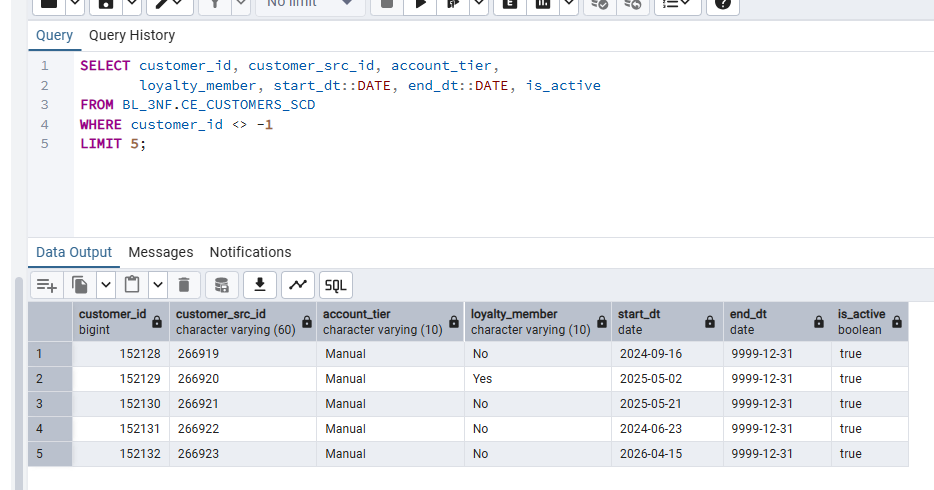 No limit
Query Query History
1 SELECT customer_id, customer_src_id, account_tier,
2 loyalty_member, start_dt::DATE, end_dt::DATE, is_active
3 FROM BL_3NF.CE_CUSTOMERS_SCD
4 WHERE customer_id <> -1
5 LIMIT 5;
Data Output Messages Notifications
SQL
customer_id customer_src_id account_tier loyalty_member start_dt end_dt is_active
bigint character varying (60) character varying (10) character varying (10) date date boolean
1 152128 266919 Manual No 2024-09-16 9999-12-31 true
2 152129 266920 Manual Yes 2025-05-02 9999-12-31 true
3 152130 266921 Manual No 2025-05-21 9999-12-31 true
4 152131 266922 Manual No 2024-06-23 9999-12-31 true
5 152132 266923 Manual No 2026-04-15 9999-12-31 true